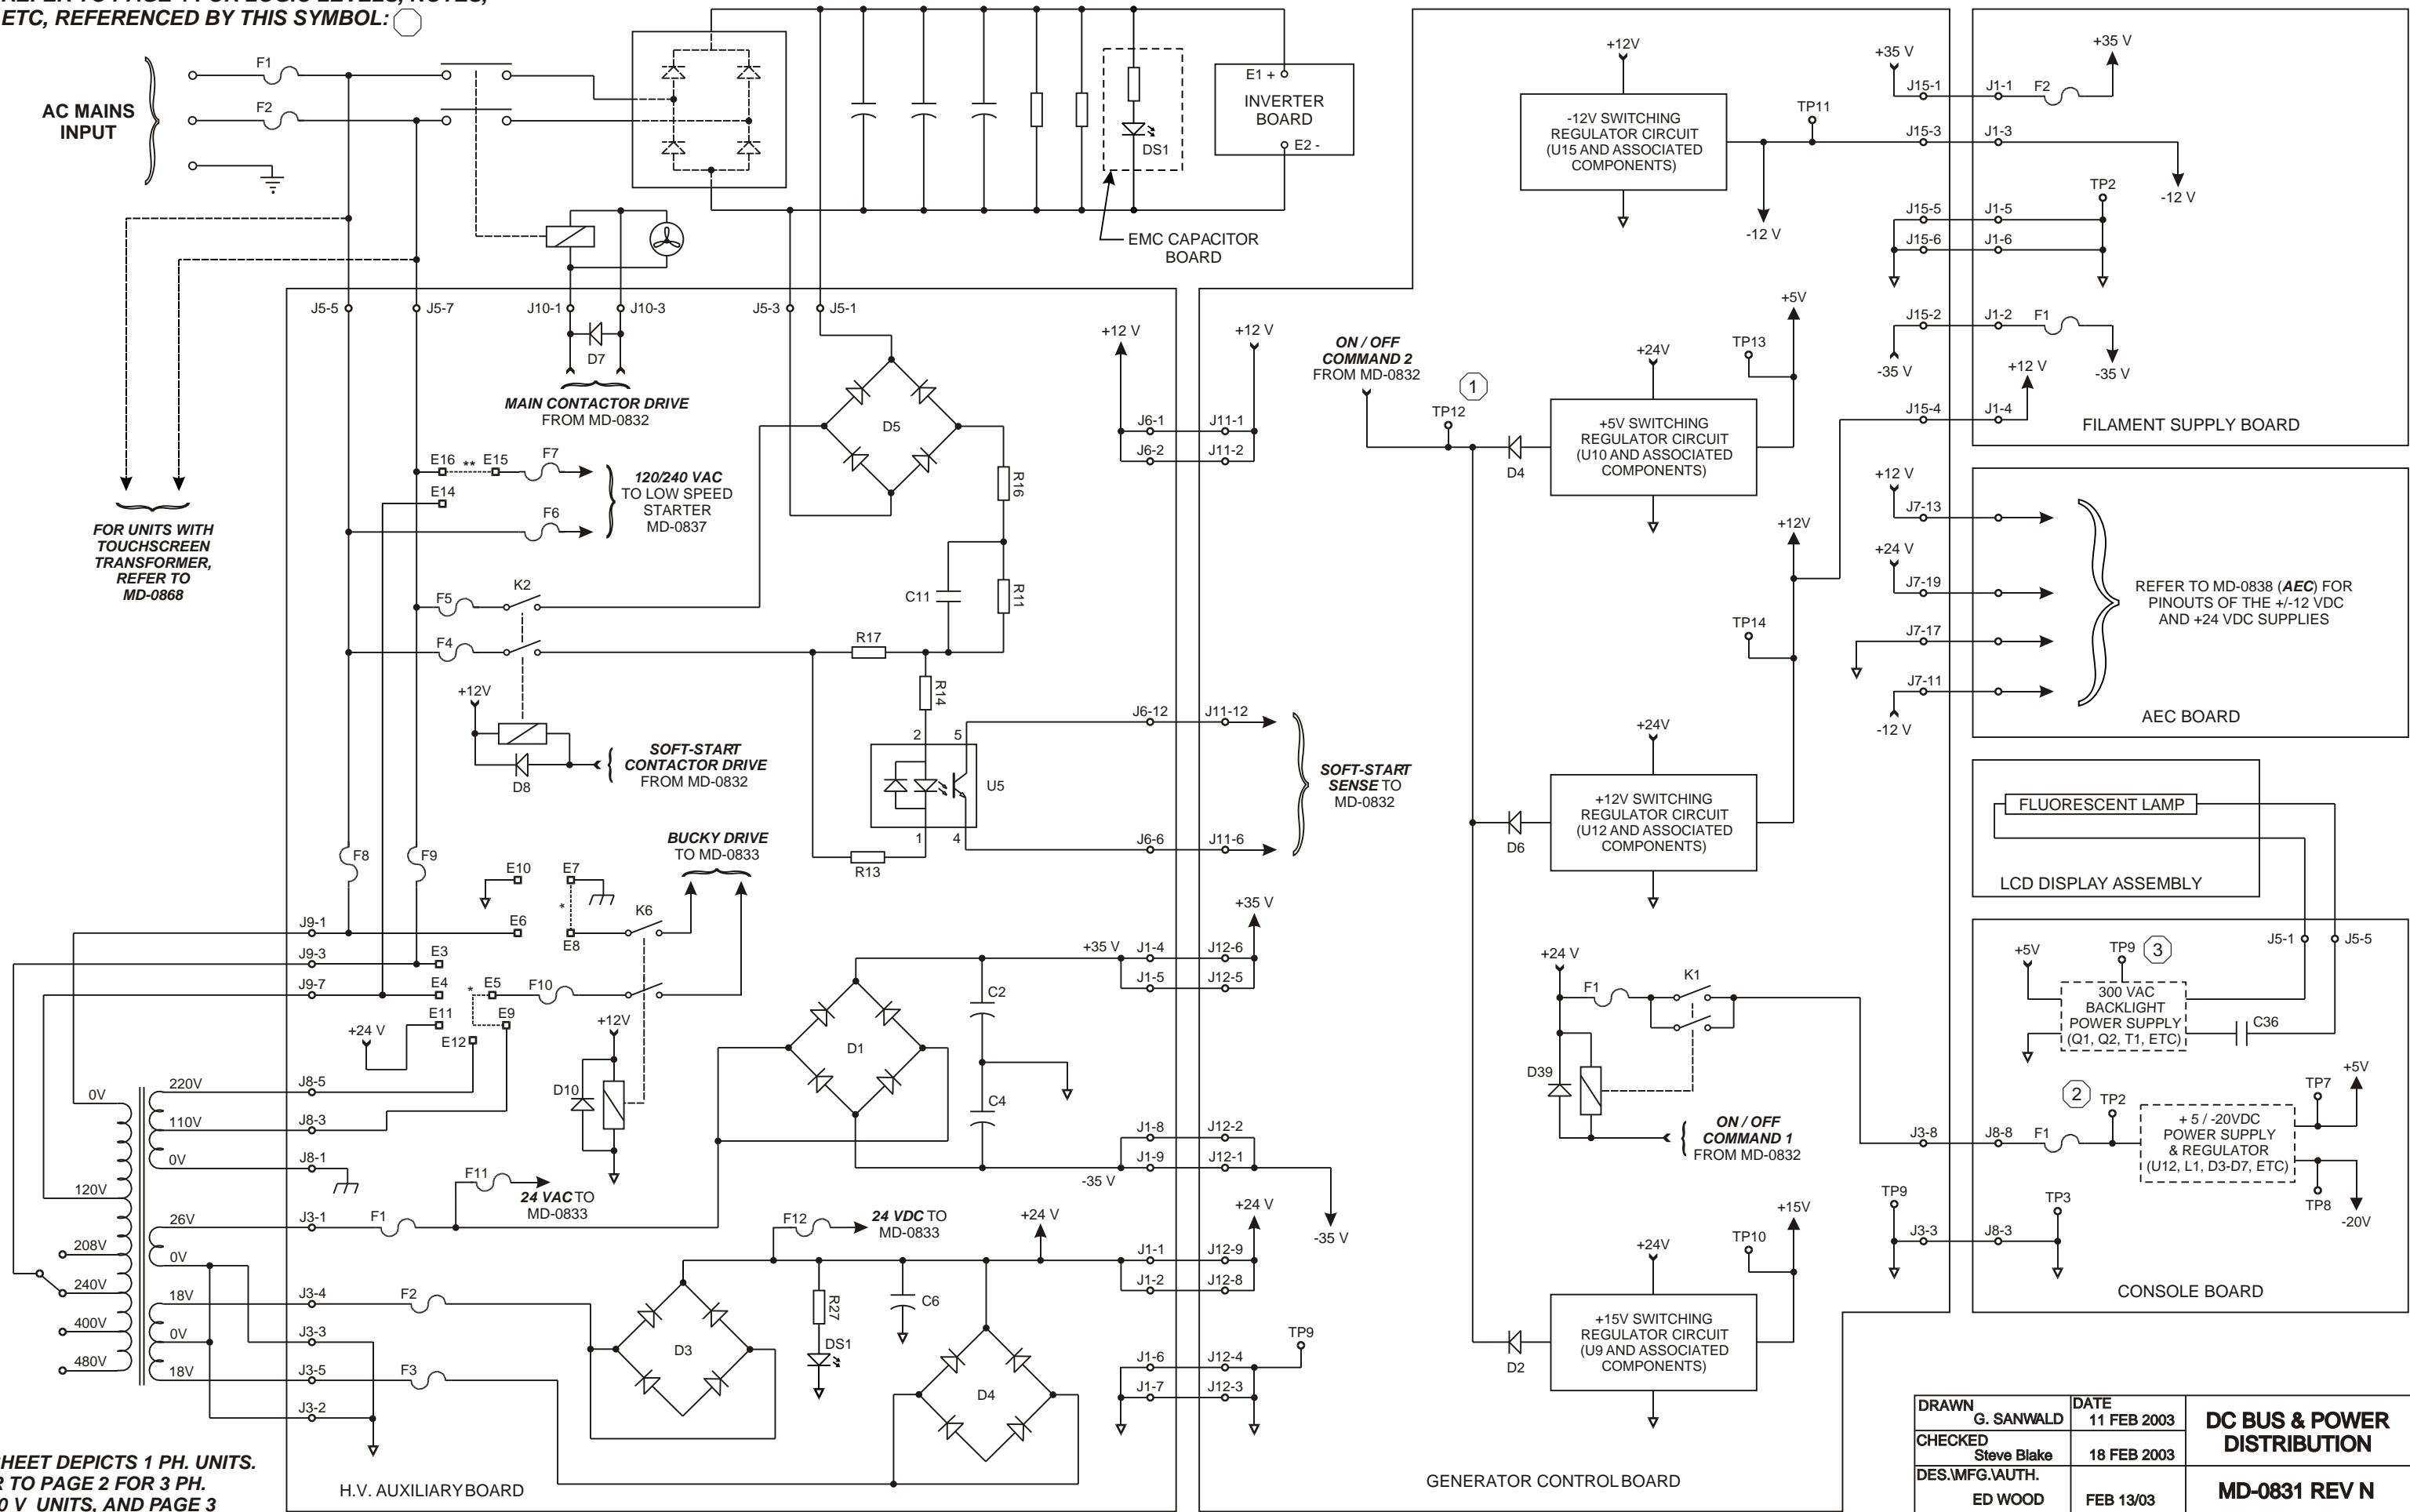 ETC, REFERENCED BY THIS SYMBOL:
AC MAINS
INPUT
F1
F2
DS1
E1 +
INVERTER
BOARD
E2 -
EMC CAPACITOR
BOARD
J5-5
J5-7
J10-1
J10-3
J5-3
J5-1
D7
MAIN CONTACTOR DRIVE
FROM MD-0832
E16
**
E15
F7
E14
F6
120/240 VAC
TO LOW SPEED
STARTER
MD-0837
FOR UNITS WITH
TOUCHSCREEN
TRANSFORMER,
REFER TO
MD-0868
K2
F5
F4
+12V
D8
SOFT-START
CONTACTOR DRIVE
FROM MD-0832
D5
R16
C11
R11
R17
R14
2
5
U5
1
4
R13
+12 V
+12 V
J6-1
J11-1
J6-2
J11-2
J6-12
J11-12
J6-6
J11-6
SOFT-START
SENSE TO
MD-0832
BUCKY DRIVE
TO MD-0833
F8
F9
E10
E7
*
E6
E8
K6
J9-1
J9-3
E3
J9-7
E4
*
E5
F10
E11
E9
+24 V
E12
+12V
D10
220V
J8-5
0V
110V
J8-3
0V
J8-1
120V
F11
24 VAC TO
MD-0833
26V
J3-1
F1
208V
0V
240V
18V
J3-4
F2
400V
0V
J3-3
480V
18V
J3-5
F3
J3-2
D1
C2
C4
+35 V
J1-4
J12-6
+35 V
J1-5
J12-5
J1-8
J12-2
J1-9
J12-1
-35 V
-35 V
F12
24 VDC TO
MD-0833
+24 V
+24 V
J1-1
J12-9
J1-2
J12-8
R27
C6
DS1
D3
D4
J1-6
J12-4
TP9
J1-7
J12-3
H.V. AUXILIARY BOARD
+12V
-12V SWITCHING
REGULATOR CIRCUIT
(U15 AND ASSOCIATED
COMPONENTS)
TP11
-12 V
ON / OFF
COMMAND 2
FROM MD-0832
1
TP12
D4
+24V
+5V SWITCHING
REGULATOR CIRCUIT
(U10 AND ASSOCIATED
COMPONENTS)
TP13
+5V
+12V
TP14
+24V
D6
+12V SWITCHING
REGULATOR CIRCUIT
(U12 AND ASSOCIATED
COMPONENTS)
+24 V
F1
K1
D39
ON / OFF
COMMAND 1
FROM MD-0832
+24V
TP10
+15V
D2
+15V SWITCHING
REGULATOR CIRCUIT
(U9 AND ASSOCIATED
COMPONENTS)
GENERATOR CONTROL BOARD
+35 V
J15-1
J1-1
F2
+35 V
J15-3
J1-3
-12 V
TP2
J15-5
J1-5
J15-6
J1-6
J15-2
J1-2
F1
-35 V
-35 V
+12 V
J15-4
J1-4
FILAMENT SUPPLY BOARD
+12 V
J7-13
+24 V
J7-19
J7-17
J7-11
-12 V
REFER TO MD-0838 (AEC) FOR
PINOUTS OF THE +/-12 VDC
AND +24 VDC SUPPLIES
AEC BOARD
FLUORESCENT LAMP
LCD DISPLAY ASSEMBLY
J5-1
J5-5
+5V
TP9
3
300 VAC
BACKLIGHT
POWER SUPPLY
(Q1, Q2, T1, ETC)
C36
2
TP2
J3-8
J8-8
F1
+ 5 / -20VDC
POWER SUPPLY
& REGULATOR
(U12, L1, D3-D7, ETC)
TP7
+5V
TP8
-20V
TP9
J3-3
J8-3
TP3
CONSOLE BOARD
HEET DEPICTS 1 PH. UNITS.
R TO PAGE 2 FOR 3 PH.
0 V UNITS, AND PAGE 3
DRAWN
G. SANWALD
DATE
11 FEB 2003
CHECKED
Steve Blake
18 FEB 2003
DES.\MFG.\AUTH.
ED WOOD
FEB 13/03
DC BUS & POWER
DISTRIBUTION
MD-0831 REV N